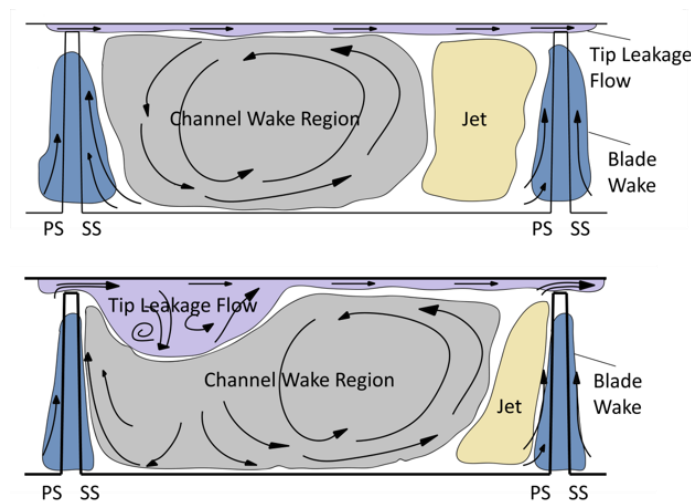 Tip Leakage
Flow
Channel Wake Region
Jet
Blade
Wake
PS SS
PS SS
Tip Leakage Flow
Channel Wake Region
Blade
Wake
Jet
PS SS
PS SS